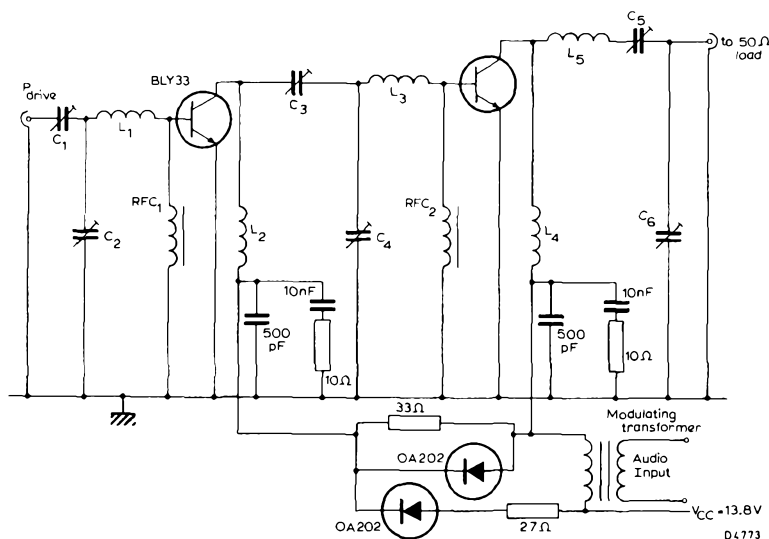 C5
to 50Ω
load
L5
BLY33
Pdrive
C3
L3
C1
L1
RFC1
RFC2
L2
L4
C2
C4
C6
10nF
10nF
500
pF
500
pF
10Ω
10Ω
33Ω
Modulating
transformer
OA202
Audio
Input
OA202
27Ω
VCC = 13.8V
D4773